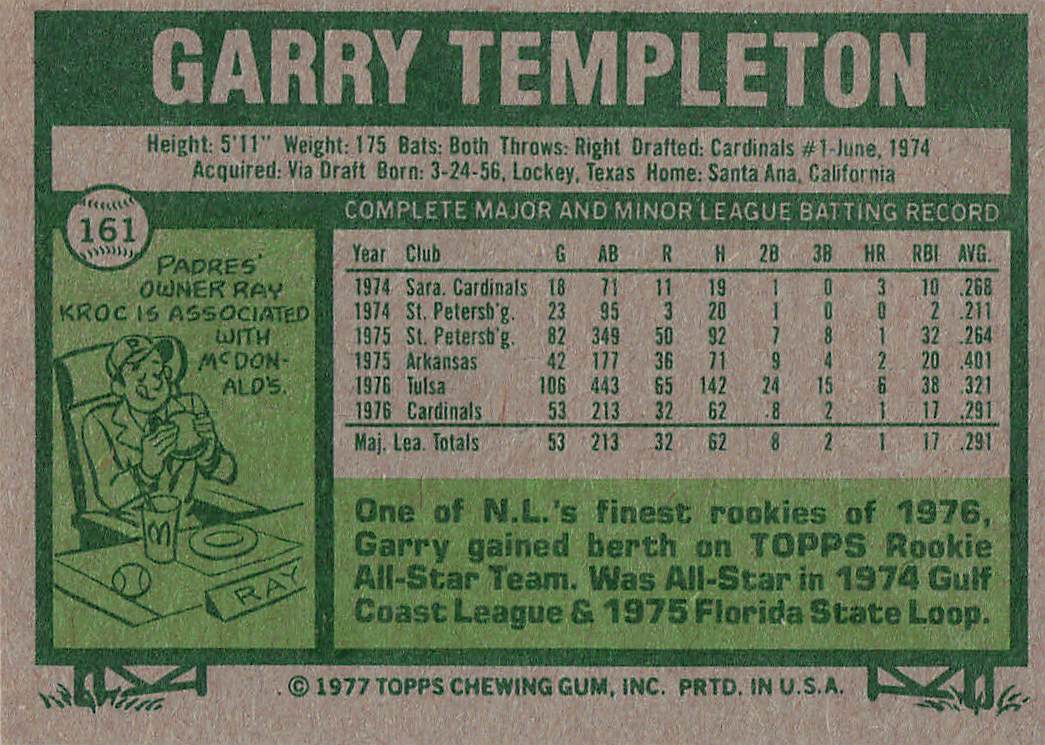 GARRY TEMPLETON
Height: 5'11" Weight: 175 Bats: Both Throws: Right Drafted: Cardinals #1-June, 1974
Acquired: Via Draft Born: 3-24-56, Lockey, Texas Home: Santa Ana, California
161
PADRES'
OWNER RAY
KROC IS ASSOCIATED
WITH
McDON-
ALD'S.
M
RAY
COMPLETE MAJOR AND MINOR LEAGUE BATTING RECORD
Year Club G AB R H 2B 3B HR RBI AVG.
1974 Sara. Cardinals 18 71 11 19 1 0 3 10 .268
1974 St. Petersb'g. 23 95 3 20 1 0 0 2 .211
1975 St. Petersb'g. 82 349 50 92 7 8 1 32 .264
1975 Arkansas 42 177 36 71 9 4 2 20 .401
1976 Tulsa 106 443 65 142 24 15 6 38 .321
1976 Cardinals 53 213 32 62 8 2 1 17 .291
Maj. Lea. Totals 53 213 32 62 8 2 1 17 .291
One of N.L.'s finest rookies of 1976,
Garry gained berth on TOPPS Rookie
All-Star Team. Was All-Star in 1974 Gulf
Coast League & 1975 Florida State Loop.
© 1977 TOPPS CHEWING GUM, INC. PRTD. IN U.S.A.